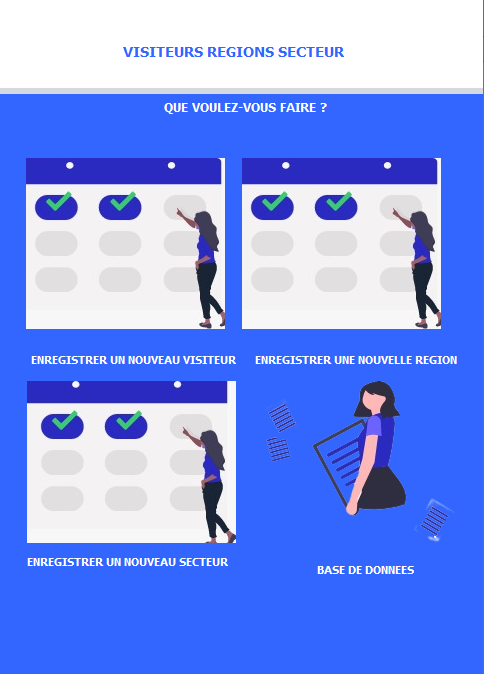 VISITEURS REGIONS SECTEUR
QUE VOULEZ-VOUS FAIRE ?
ENREGISTRER UN NOUVEAU VISITEUR
ENREGISTRER UNE NOUVELLE REGION
ENREGISTRER UN NOUVEAU SECTEUR
BASE DE DONNEES